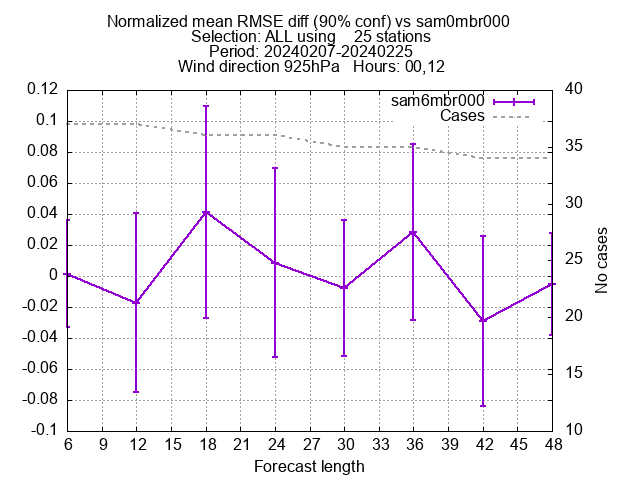 Normalized mean RMSE diff (90% conf) vs sam0mbr000
Selection: ALL using    25 stations
Period: 20240207-20240225
Wind direction 925hPa   Hours: 00,12
sam6mbr000
Cases
0.12
0.1
0.08
0.06
0.04
0.02
0
-0.02
-0.04
-0.06
-0.08
-0.1
40
35
30
25
20
15
10
No cases
6 9 12 15 18 21 24 27 30 33 36 39 42 45 48
Forecast length